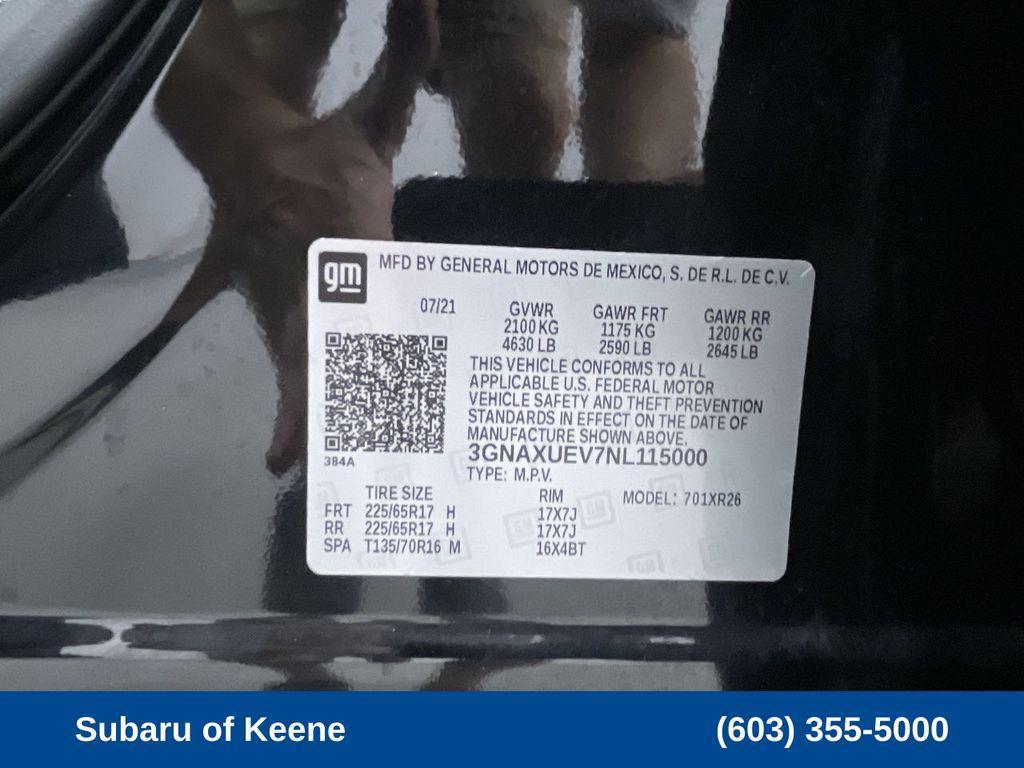 gm
MFD BY GENERAL MOTORS DE MEXICO, S. DE R.L. DE C.V.
07/21 GVWR GAWR FRT GAWR RR
2100 KG 1175 KG 1200 KG
4630 LB 2590 LB 2645 LB
THIS VEHICLE CONFORMS TO ALL
APPLICABLE U.S. FEDERAL MOTOR
VEHICLE SAFETY AND THEFT PREVENTION
STANDARDS IN EFFECT ON THE DATE OF
MANUFACTURE SHOWN ABOVE.
384A
3GNAXUEV7NL115000
TYPE: M.P.V.
TIRE SIZE RIM MODEL: 701XR26
FRT 225/65R17 H 17X7J
RR 225/65R17 H 17X7J
SPA T135/70R16 M 16X4BT
Subaru of Keene (603) 355-5000